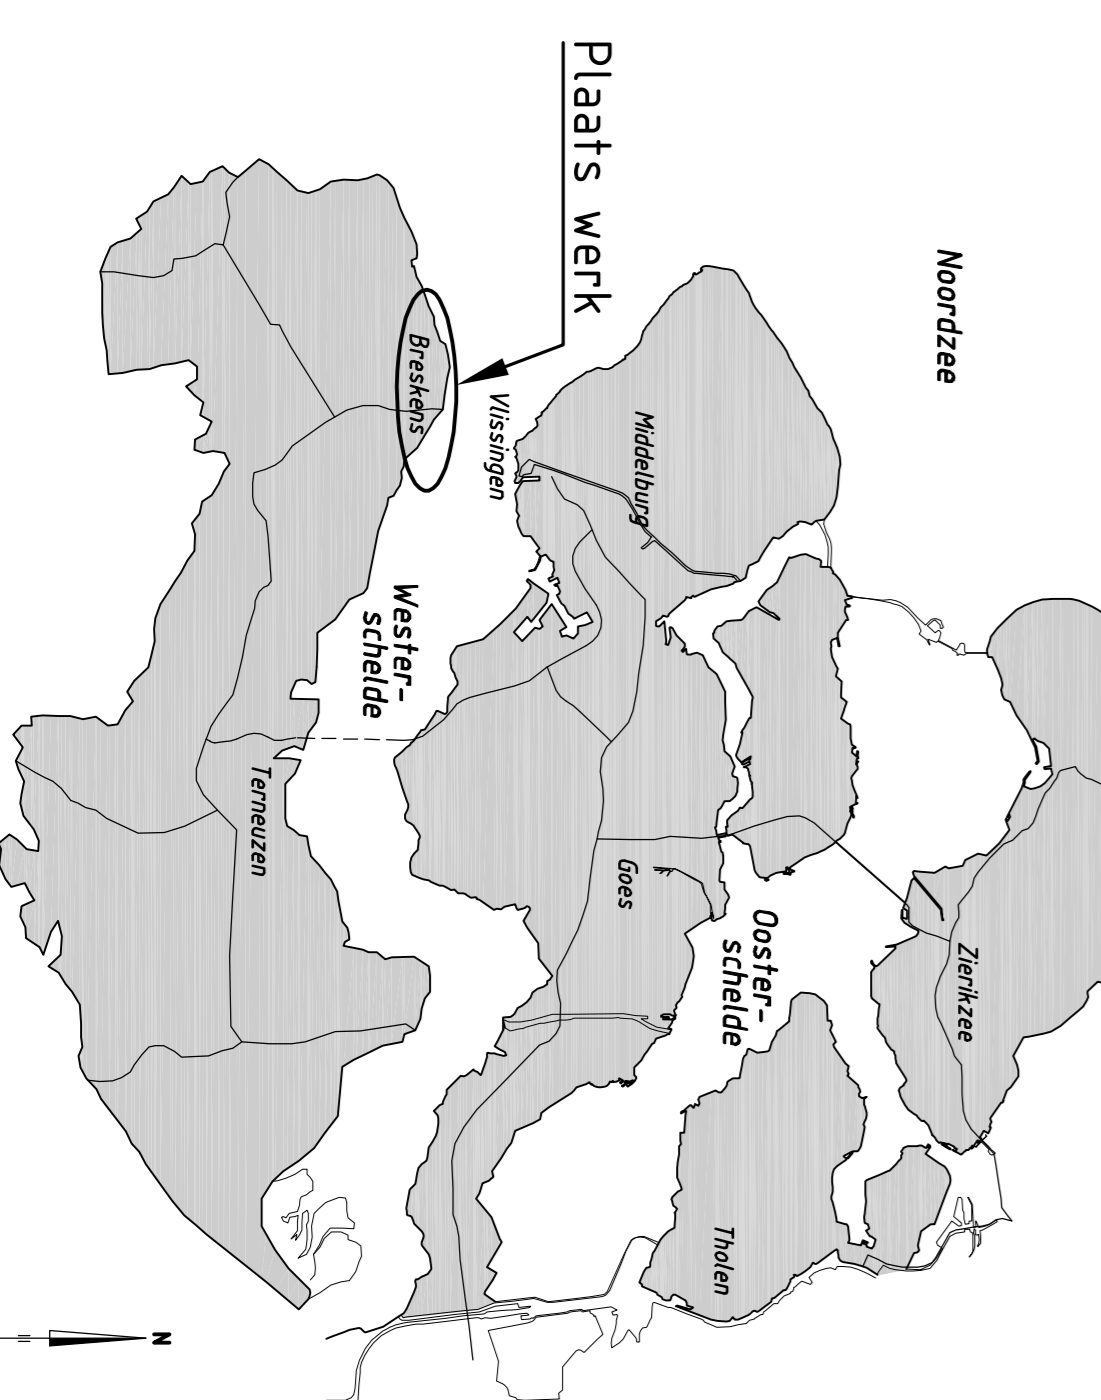 Plaats werk
Noordzee
Breskens
Vlissingen
Middelburg
Wester-
schelde
Terneuzen
Goes
Ooster-
schelde
Zierikzee
Tholen
N